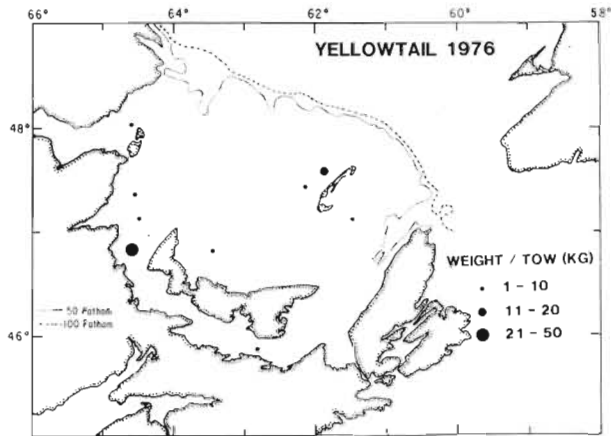 66° 64° 62° 60° 58°
YELLOWTAIL 1976
48°
WEIGHT / TOW (KG)
1 - 10
50 Fathom
11 - 20
100 Fathom
46°
21 - 50